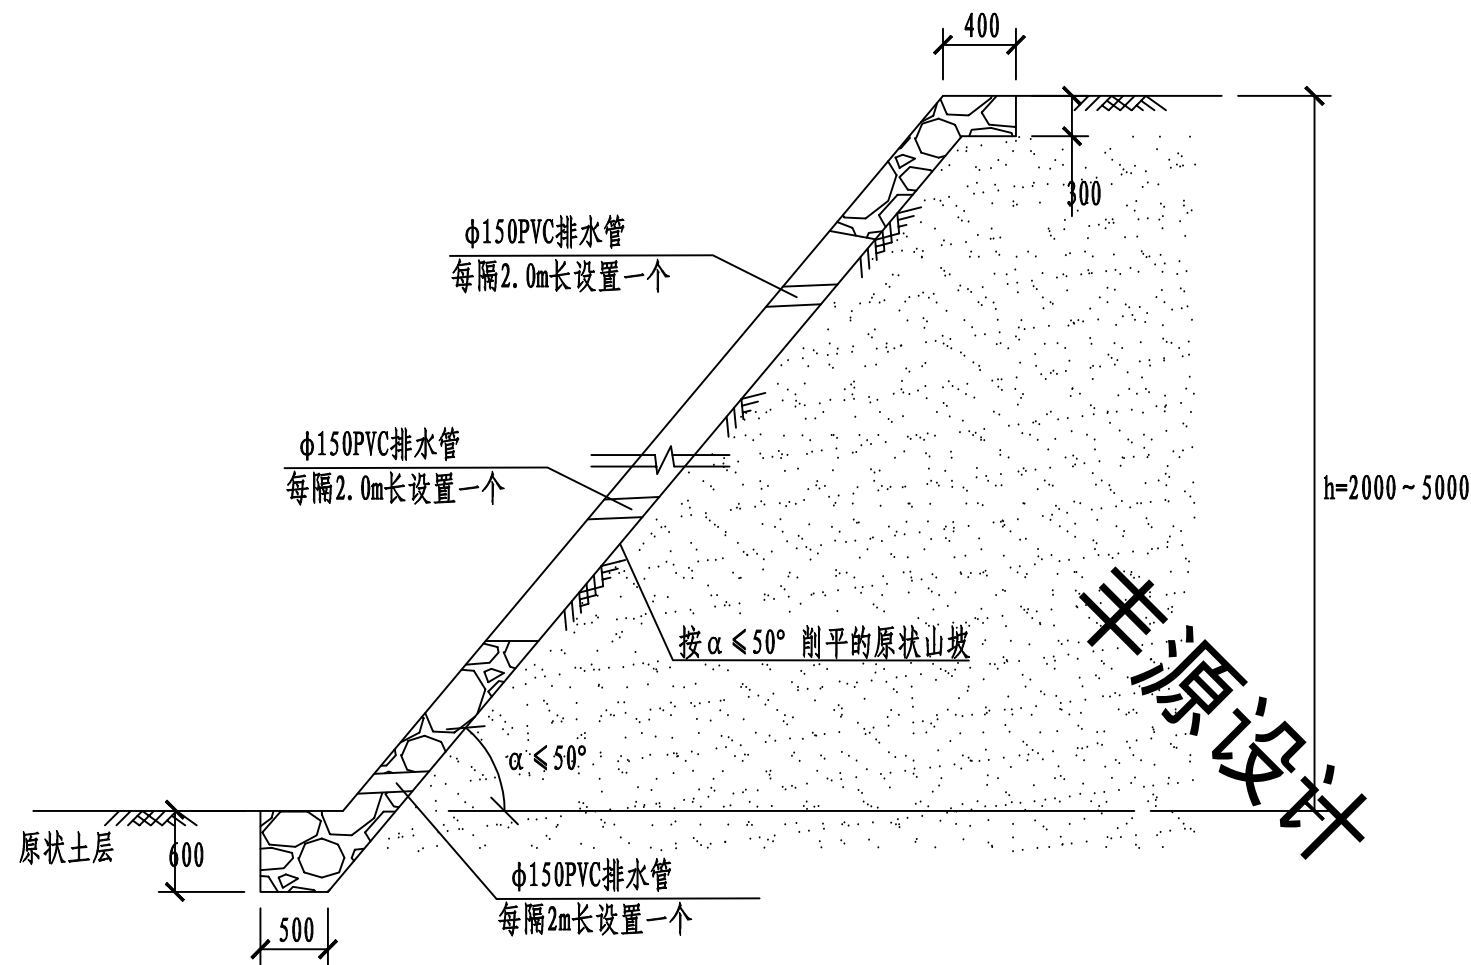 400
300
ф150PVC排水管
每隔2.0m长设置一个
ф150PVC排水管
每隔2.0m长设置一个
h=2000～5000
按α≤50° 削平的原状山坡
α≤50°
原状土层
600
ф150PVC排水管
每隔2m长设置一个
500
丰源设计